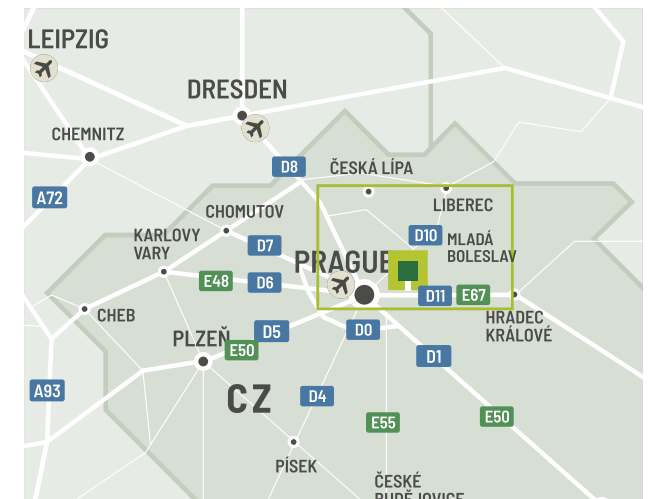 LEIPZIG
DRESDEN
CHEMNITZ
D8
ČESKÁ LÍPA
A72
LIBEREC
CHOMUTOV
KARLOVY
VARY
D7
D10
MLADÁ
BOLESLAV
PRAGUE
E48
D6
D11
E67
CHEB
HRADEC
KRÁLOVÉ
PLZEŇ
D5
D0
E50
D1
A93
CZ
D4
E55
E50
PÍSEK
ČESKÉ
BUDĚJOVICE